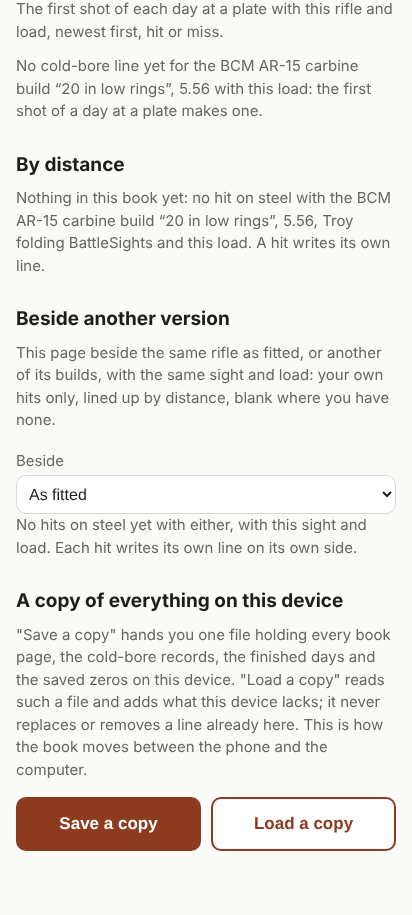 The first shot of each day at a plate with this rifle and
load, newest first, hit or miss.
No cold-bore line yet for the BCM AR-15 carbine
build “20 in low rings”, 5.56 with this load: the first
shot of a day at a plate makes one.
By distance
Nothing in this book yet: no hit on steel with the BCM
AR-15 carbine build “20 in low rings”, 5.56, Troy
folding BattleSights and this load. A hit writes its own
line.
Beside another version
This page beside the same rifle as fitted, or another
of its builds, with the same sight and load: your own
hits only, lined up by distance, blank where you have
none.
Beside
As fitted
No hits on steel yet with either, with this sight and
load. Each hit writes its own line on its own side.
A copy of everything on this device
"Save a copy" hands you one file holding every book
page, the cold-bore records, the finished days and
the saved zeros on this device. "Load a copy" reads
such a file and adds what this device lacks; it never
replaces or removes a line already here. This is how
the book moves between the phone and the
computer.
Save a copy
Load a copy